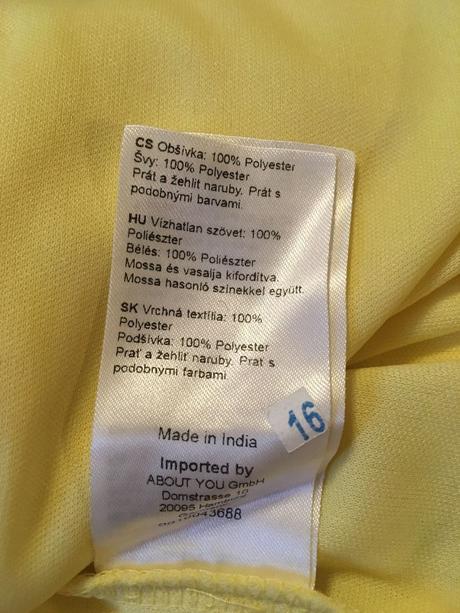 CS Obšívka: 100% Polyester
Švy: 100% Polyester
Prát a žehlit naruby. Prát s
podobnými barvami.
HU Vízhatlan szövet: 100%
Poliészter
Bélés: 100% Poliészter
Mossa és vasalja kifordítva.
Mossa hasonló színekkel együtt.
SK Vrchná textília: 100%
Polyester
Podšívka: 100% Polyester
Prať a žehliť naruby. Prať s
podobnými farbami.
16
Made in India
Imported by
ABOUT YOU GmbH
Domstrasse 10
20095 Hamburg